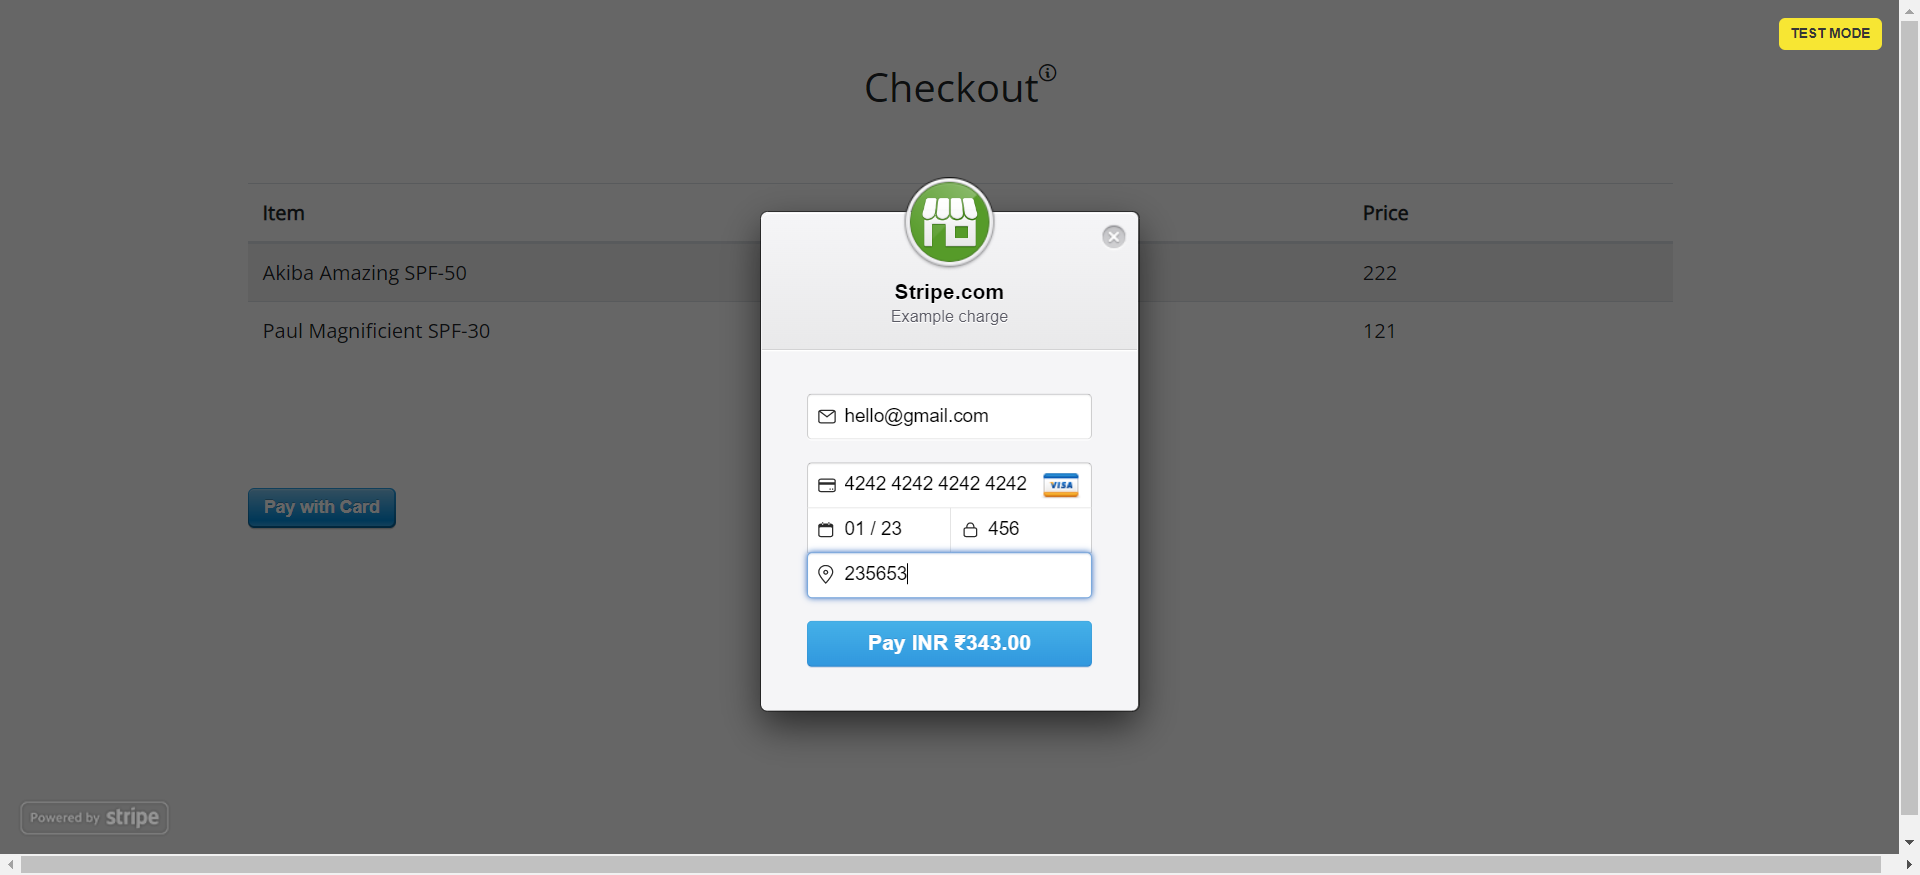 TEST MODE
Checkout
Item Price
Akiba Amazing SPF-50 222
Paul Magnificient SPF-30 121
Stripe.com
Example charge
hello@gmail.com
4242 4242 4242 4242 VISA
01 / 23 456
235653
Pay INR ₹343.00
Pay with Card
Powered by stripe